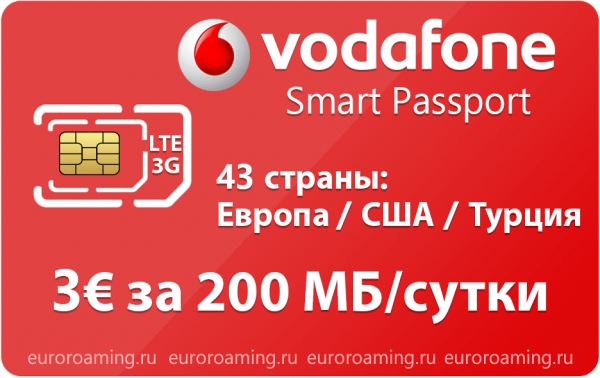 vodafone
Smart Passport
LTE
3G
43 страны:
Европа / США / Турция
3€ за 200 МБ/сутки
euroroaming.ru euroroaming.ru euroroaming.ru euroroaming.ru